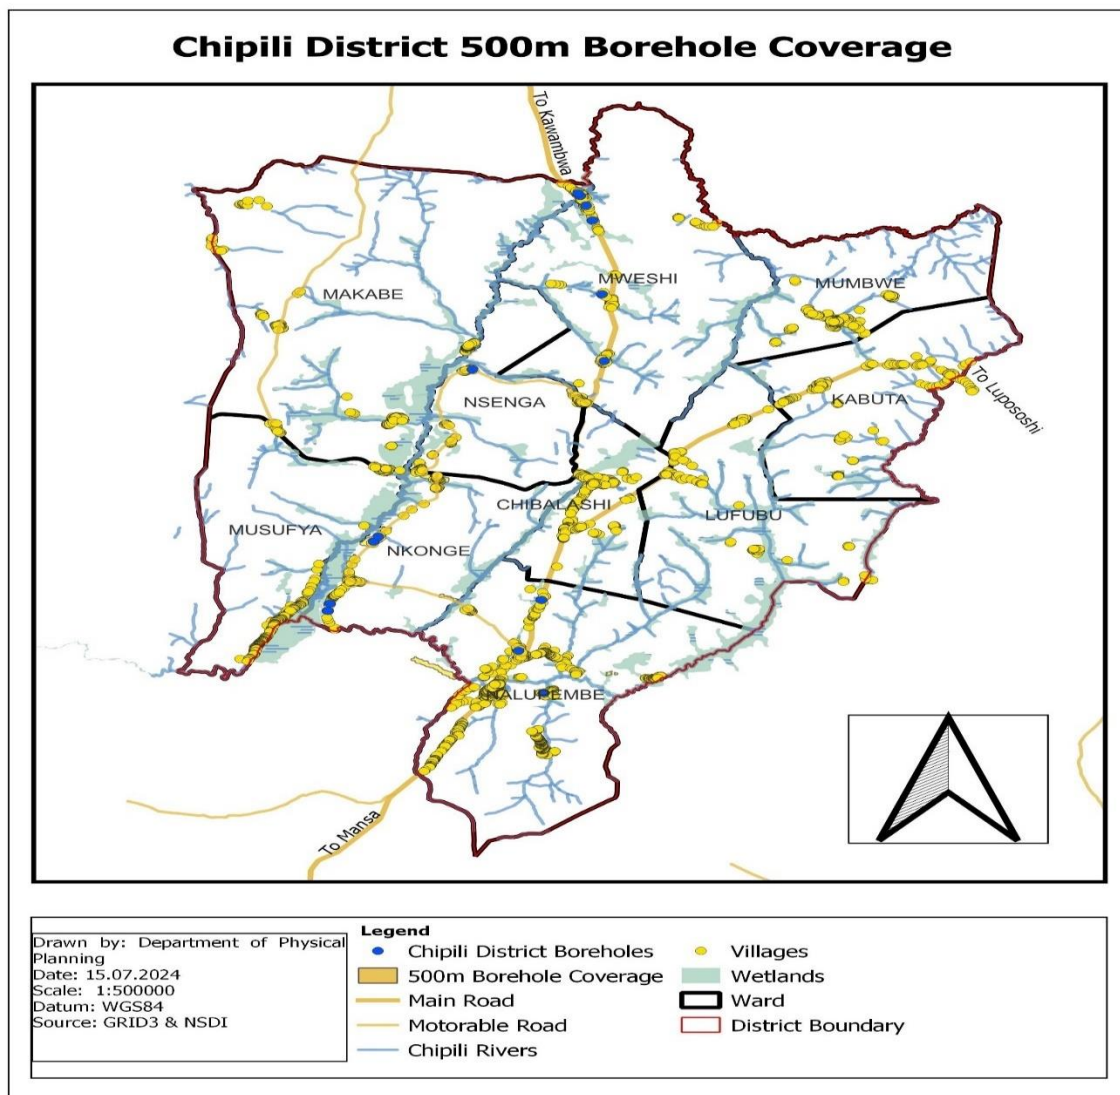 Chipili District 500m Borehole Coverage
To Kawambwa
MWESHI
MAKABE
MUMBWE
NSENGA
KABUTA
To Lupososhi
CHIBALASHI
LUFUBU
MUSUFYA
NKONGE
NALUPEMBE
To Mansa
Drawn by: Department of Physical
Planning
Date: 15.07.2024
Scale: 1:500000
Datum: WGS84
Source: GRID3 & NSDI
Legend
Chipili District Boreholes
500m Borehole Coverage
Main Road
Motorable Road
Chipili Rivers
Villages
Wetlands
Ward
District Boundary